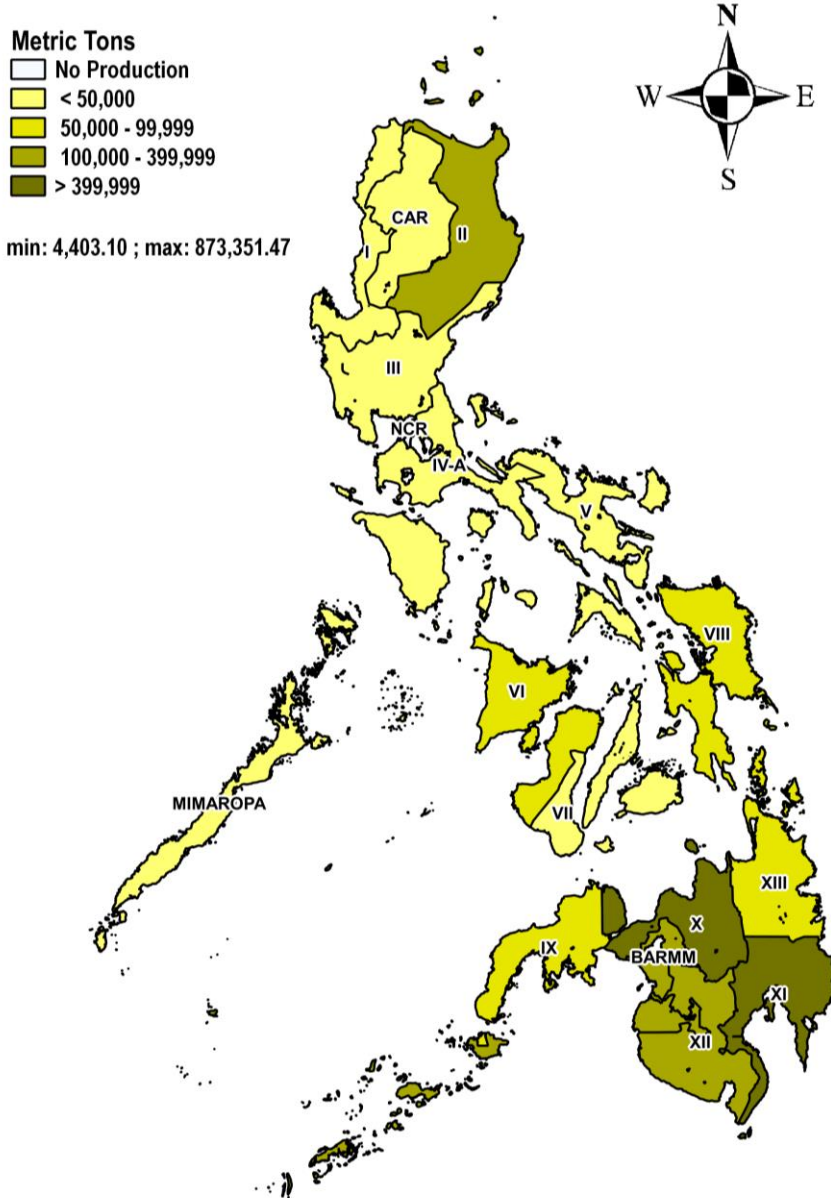 N
W E
S
Metric Tons
No Production
< 50,000
50,000 - 99,999
100,000 - 399,999
> 399,999
min: 4,403.10 ; max: 873,351.47
CAR
II
I
III
NCR
IV-A
V
VIII
VI
MIMAROPA
VII
XIII
X
IX
BARMM
XI
XII